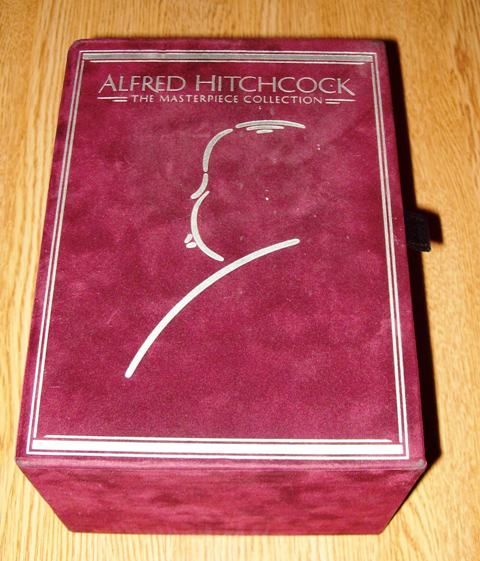 ALFRED HITCHCOCK
THE MASTERPIECE COLLECTION